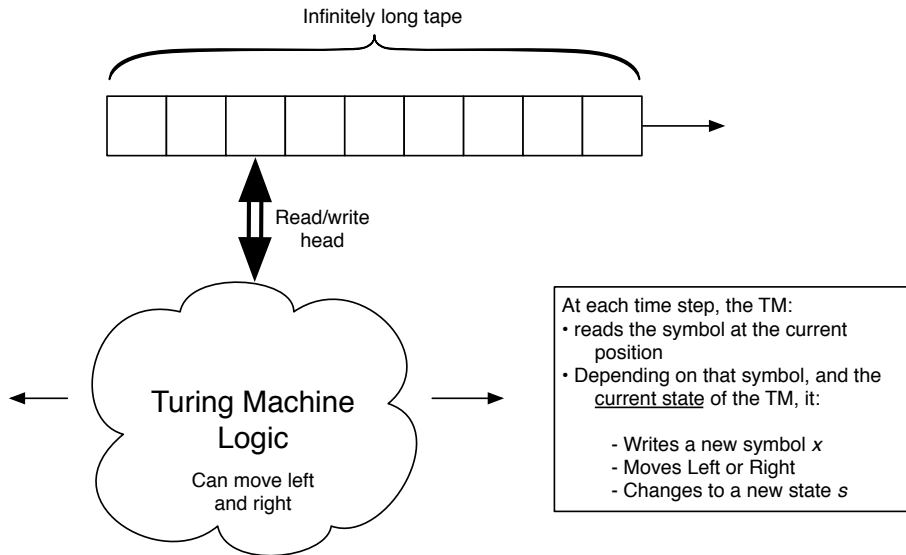 Infinitely long tape
Read/write
head
Turing Machine
Logic
Can move left
and right
At each time step, the TM:
• reads the symbol at the current
position
• Depending on that symbol, and the
current state of the TM, it:
- Writes a new symbol x
- Moves Left or Right
- Changes to a new state s